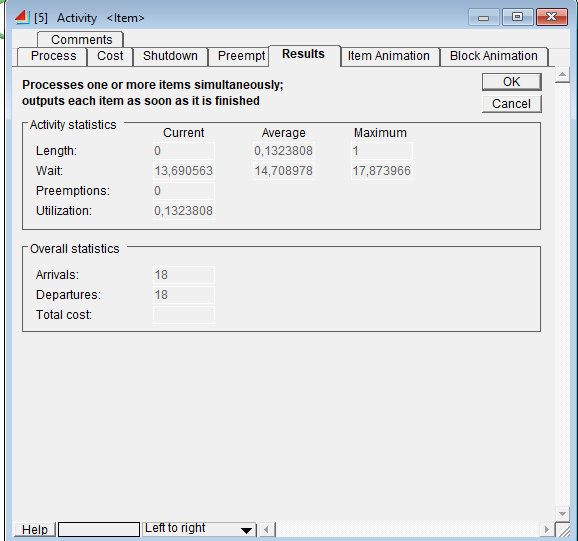 [5] Activity <Item>
Comments
Process Cost Shutdown Preempt Results Item Animation Block Animation
Processes one or more items simultaneously;
outputs each item as soon as it is finished
OK
Cancel
Activity statistics
Current Average Maximum
Length: 0 0,1323808 1
Wait: 13,690563 14,708978 17,873966
Preemptions: 0
Utilization: 0,1323808
Overall statistics
Arrivals: 18
Departures: 18
Total cost:
Help Left to right